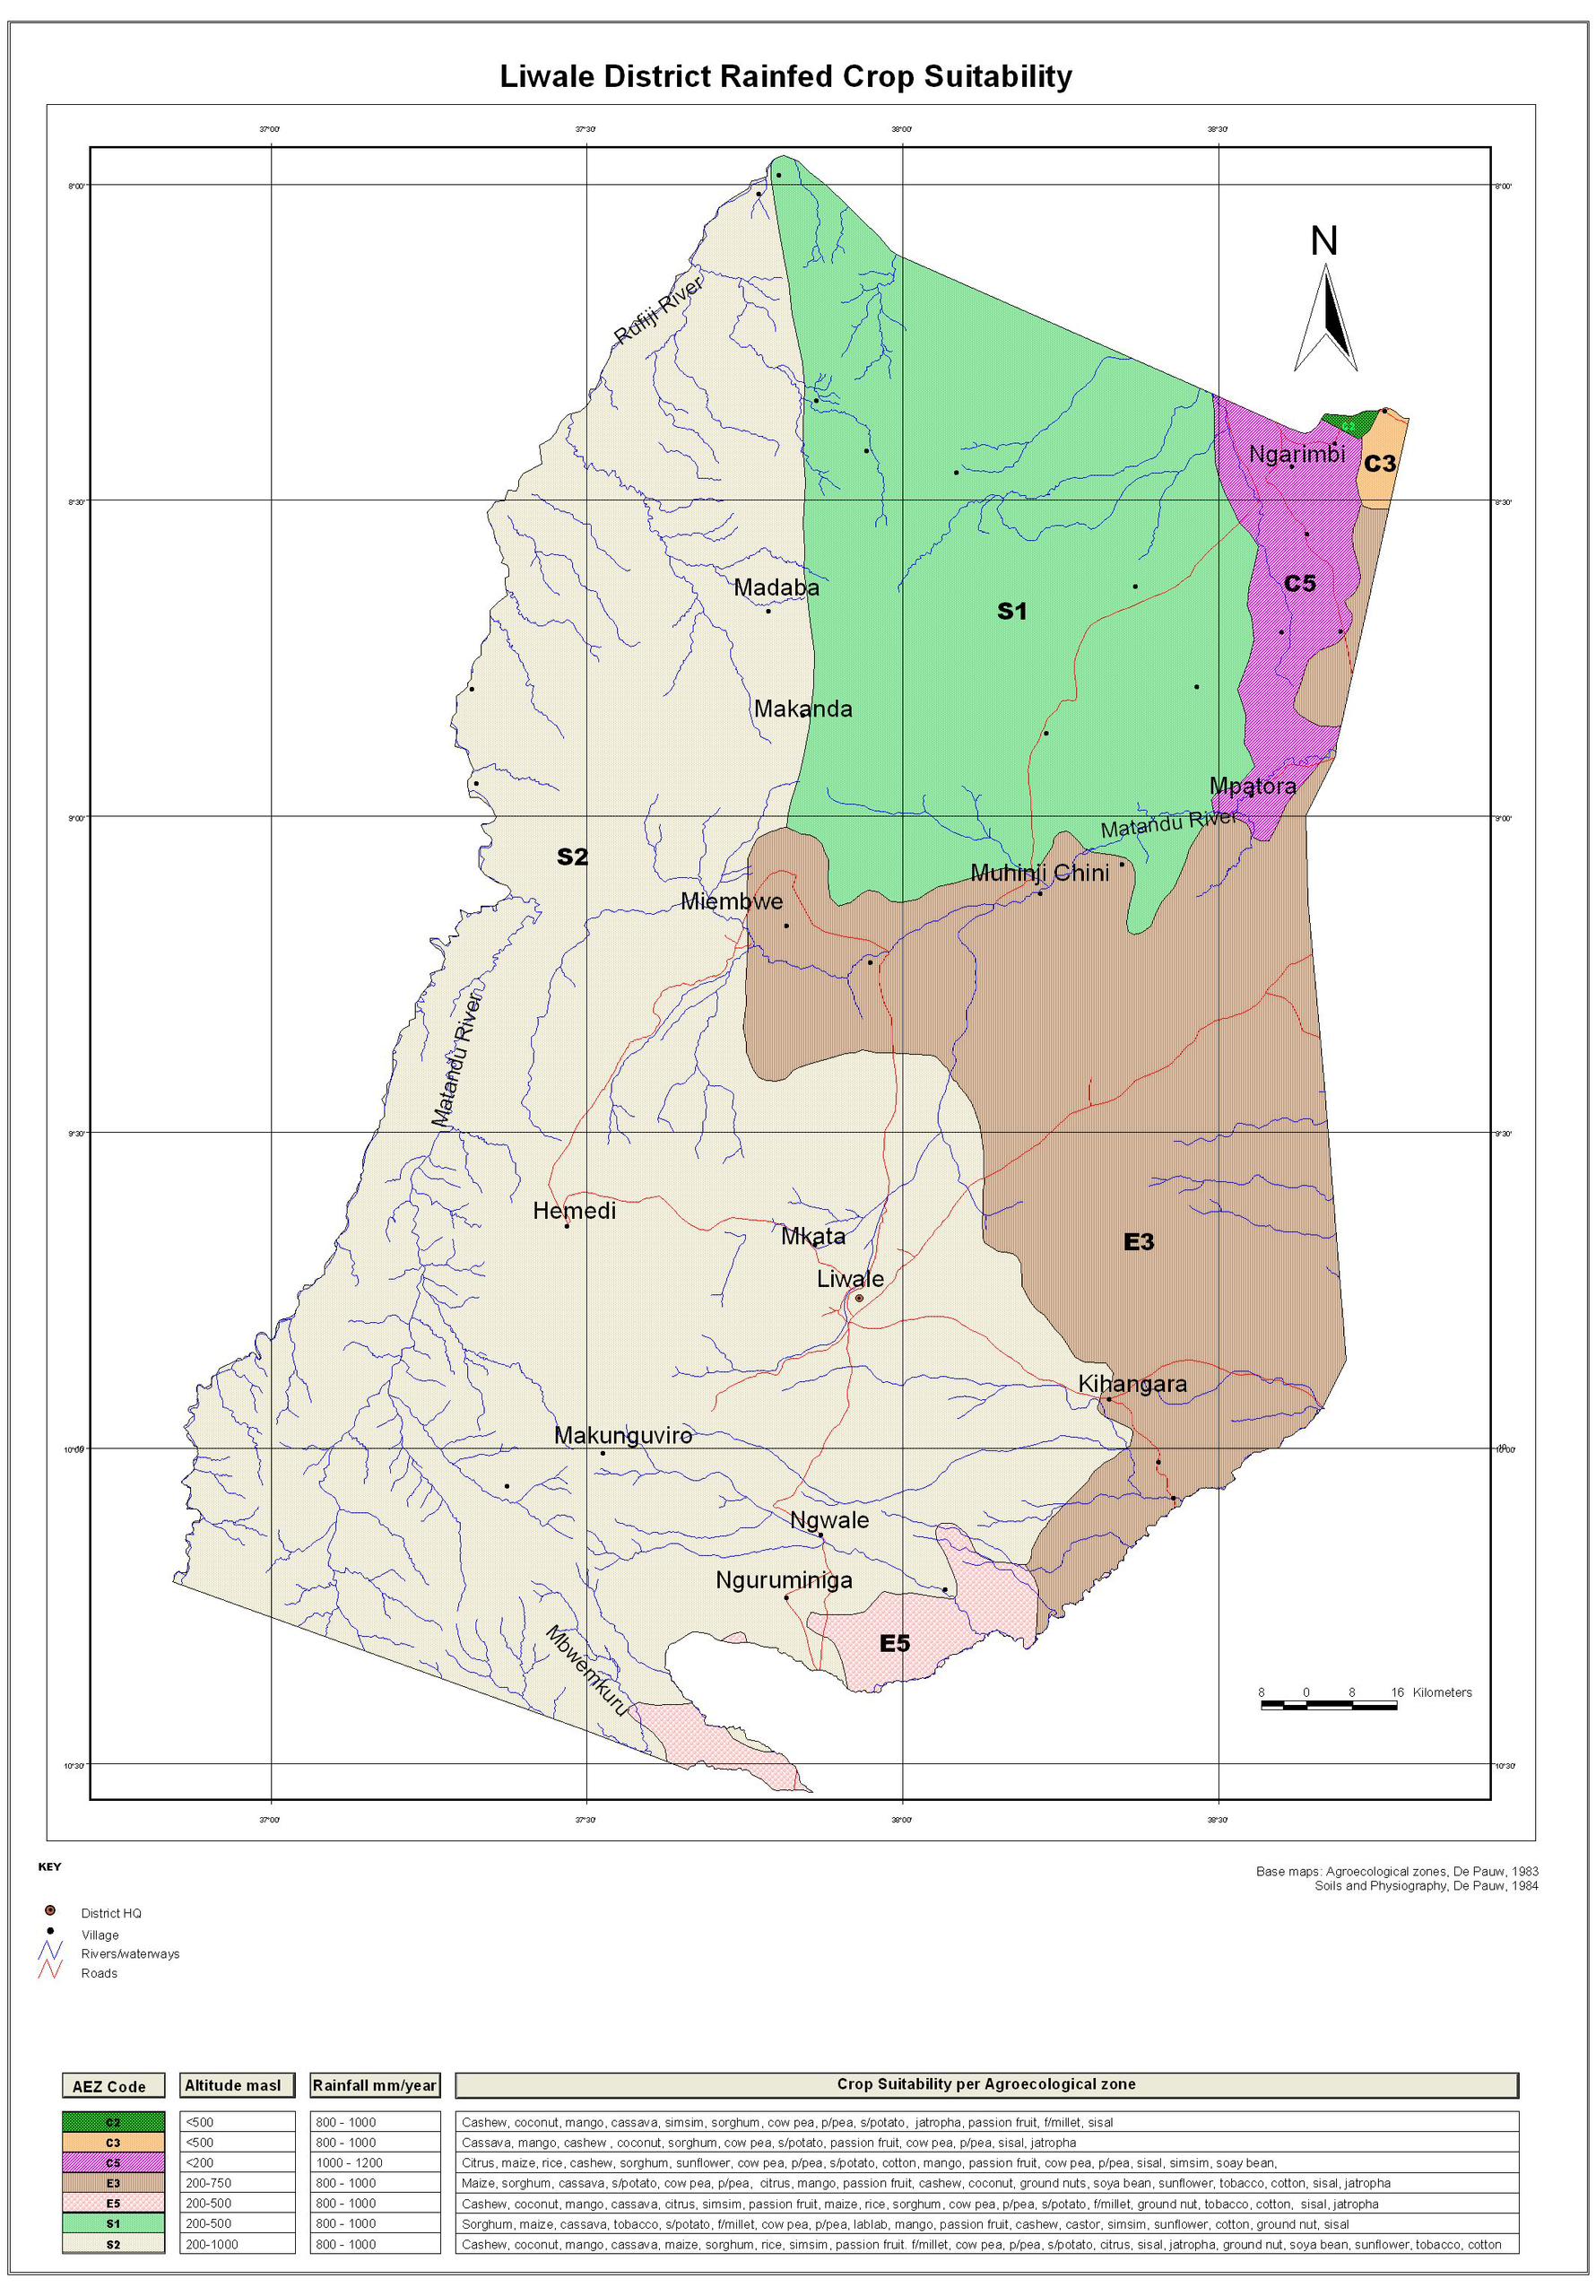 Liwale District Rainfed Crop Suitability
37°00' 37°30' 38°00' 38°30'
8°00' 8°00'
N
Rufiji River
C2
Ngarimbi
C3
8°30' 8°30'
C5
Madaba
S1
Makanda
Mpatora
9°00' 9°00'
Matandu River
S2
Muhinji Chini
Miembwe
Matandu River
9°30' 9°30'
Hemedi
Mkata
E3
Liwale
Kihangara
Makunguviro
10°00' 10°00'
Ngwale
Nguruminiga
E5
Mbwemkuru
8 0 8 16 Kilometers
10°30' 10°30'
37°00' 37°30' 38°00' 38°30'
KEY
Base maps: Agroecological zones, De Pauw, 1983
Soils and Physiography, De Pauw, 1984
District HQ
Village
Rivers/waterways
Roads
AEZ Code Altitude masl Rainfall mm/year Crop Suitability per Agroecological zone
C2 <500 800 - 1000 Cashew, coconut, mango, cassava, simsim, sorghum, cow pea, p/pea, s/potato, jatropha, passion fruit, f/millet, sisal
C3 <500 800 - 1000 Cassava, mango, cashew , coconut, sorghum, cow pea, s/potato, passion fruit, cow pea, p/pea, sisal, jatropha
C5 <200 1000 - 1200 Citrus, maize, rice, cashew, sorghum, sunflower, cow pea, p/pea, s/potato, cotton, mango, passion fruit, cow pea, p/pea, sisal, simsim, soay bean,
E3 200-750 800 - 1000 Maize, sorghum, cassava, s/potato, cow pea, p/pea, citrus, mango, passion fruit, cashew, coconut, ground nuts, soya bean, sunflower, tobacco, cotton, sisal, jatropha
E5 200-500 800 - 1000 Cashew, coconut, mango, cassava, citrus, simsim, passion fruit, maize, rice, sorghum, cow pea, p/pea, s/potato, f/millet, ground nut, tobacco, cotton, sisal, jatropha
S1 200-500 800 - 1000 Sorghum, maize, cassava, tobacco, s/potato, f/millet, cow pea, p/pea, lablab, mango, passion fruit, cashew, castor, simsim, sunflower, cotton, ground nut, sisal
S2 200-1000 800 - 1000 Cashew, coconut, mango, cassava, maize, sorghum, rice, simsim, passion fruit. f/millet, cow pea, p/pea, s/potato, citrus, sisal, jatropha, ground nut, soya bean, sunflower, tobacco, cotton